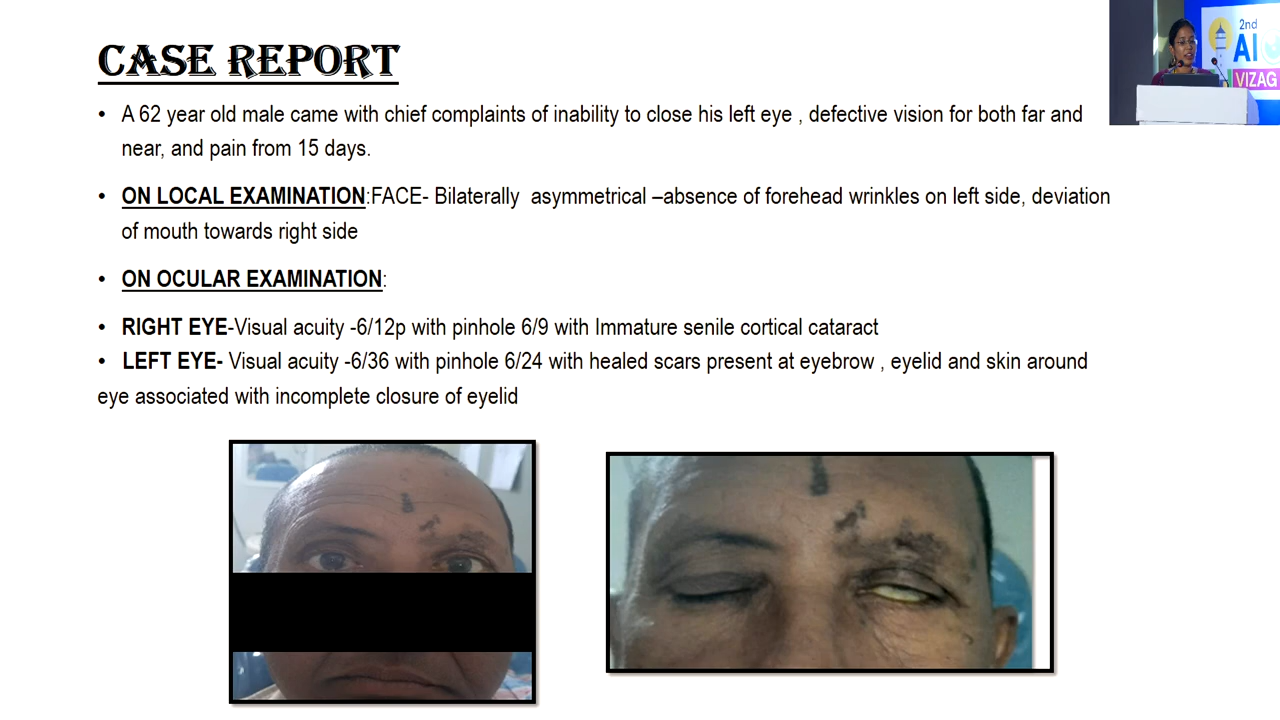 CASE REPORT
2nd
AI
VIZAG
• A 62 year old male came with chief complaints of inability to close his left eye , defective vision for both far and
near, and pain from 15 days.
• ON LOCAL EXAMINATION:FACE- Bilaterally asymmetrical –absence of forehead wrinkles on left side, deviation
of mouth towards right side
• ON OCULAR EXAMINATION:
• RIGHT EYE-Visual acuity -6/12p with pinhole 6/9 with Immature senile cortical cataract
• LEFT EYE- Visual acuity -6/36 with pinhole 6/24 with healed scars present at eyebrow , eyelid and skin around
eye associated with incomplete closure of eyelid